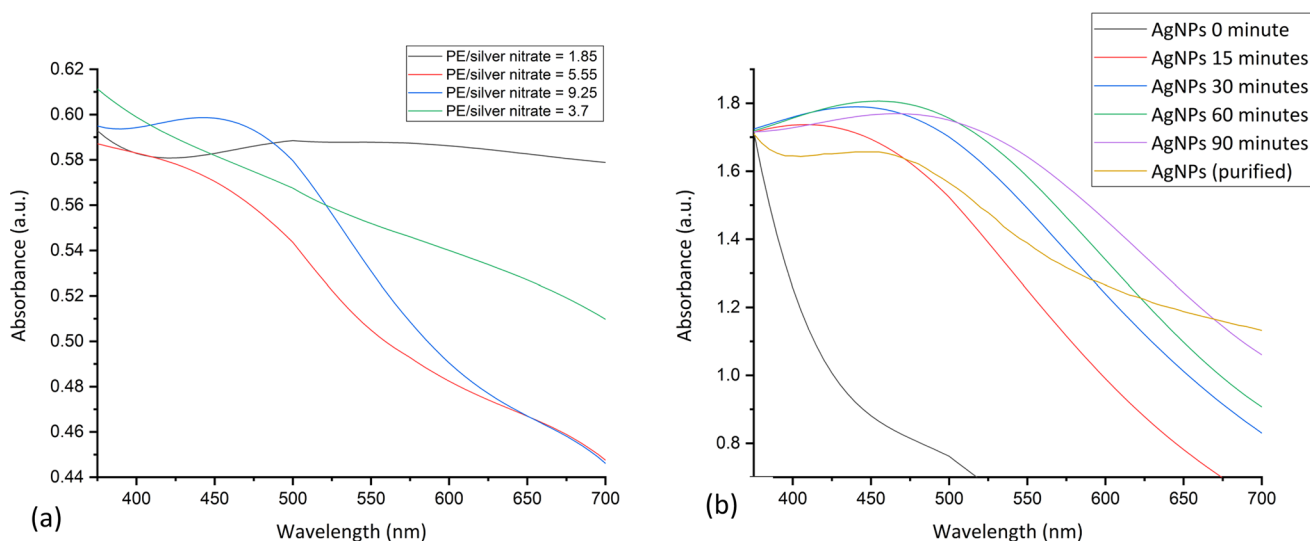 PE/silver nitrate = 1.85
PE/silver nitrate = 5.55
PE/silver nitrate = 9.25
PE/silver nitrate = 3.7
0.62
0.60
0.58
0.56
0.54
0.52
0.50
0.48
0.46
0.44
Absorbance (a.u.)
400 450 500 550 600 650 700
Wavelength (nm)
(a)
AgNPs 0 minute
AgNPs 15 minutes
AgNPs 30 minutes
AgNPs 60 minutes
AgNPs 90 minutes
AgNPs (purified)
1.8
1.6
1.4
1.2
1.0
0.8
Absorbance (a.u.)
400 450 500 550 600 650 700
Wavelength (nm)
(b)